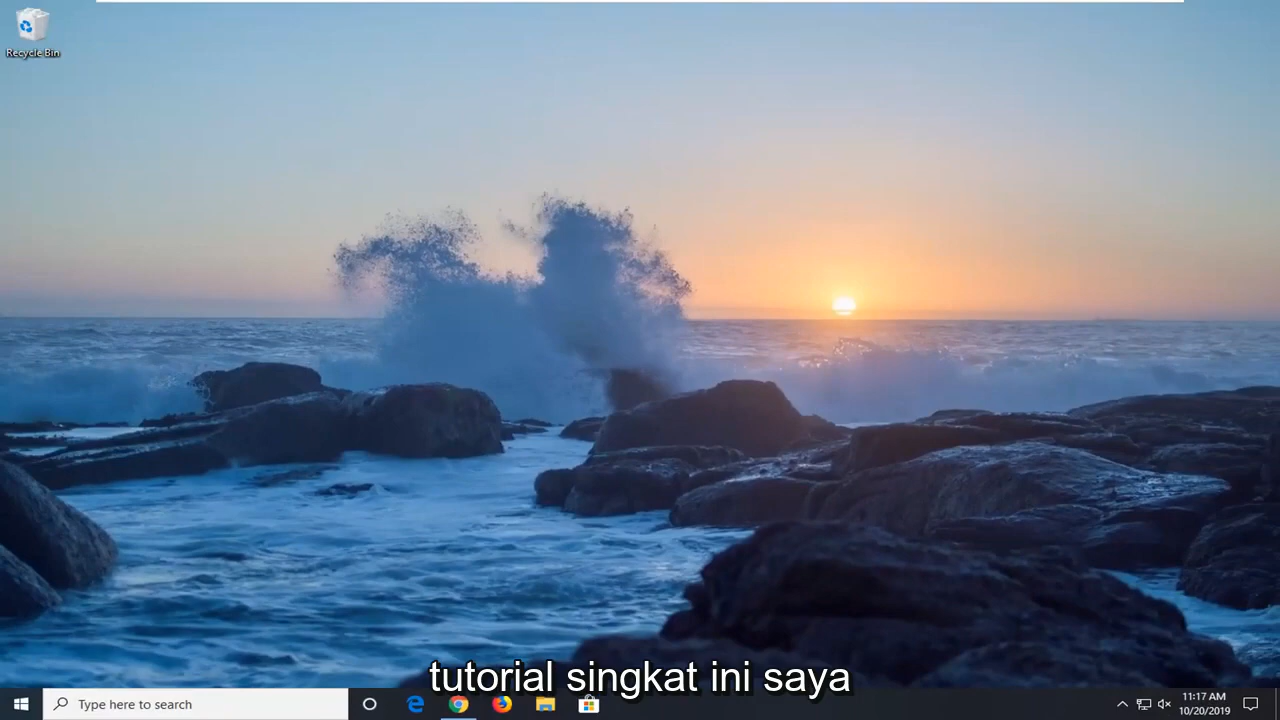 Recycle Bin
tutorial singkat ini saya
Type here to search
11:17 AM
10/20/2019